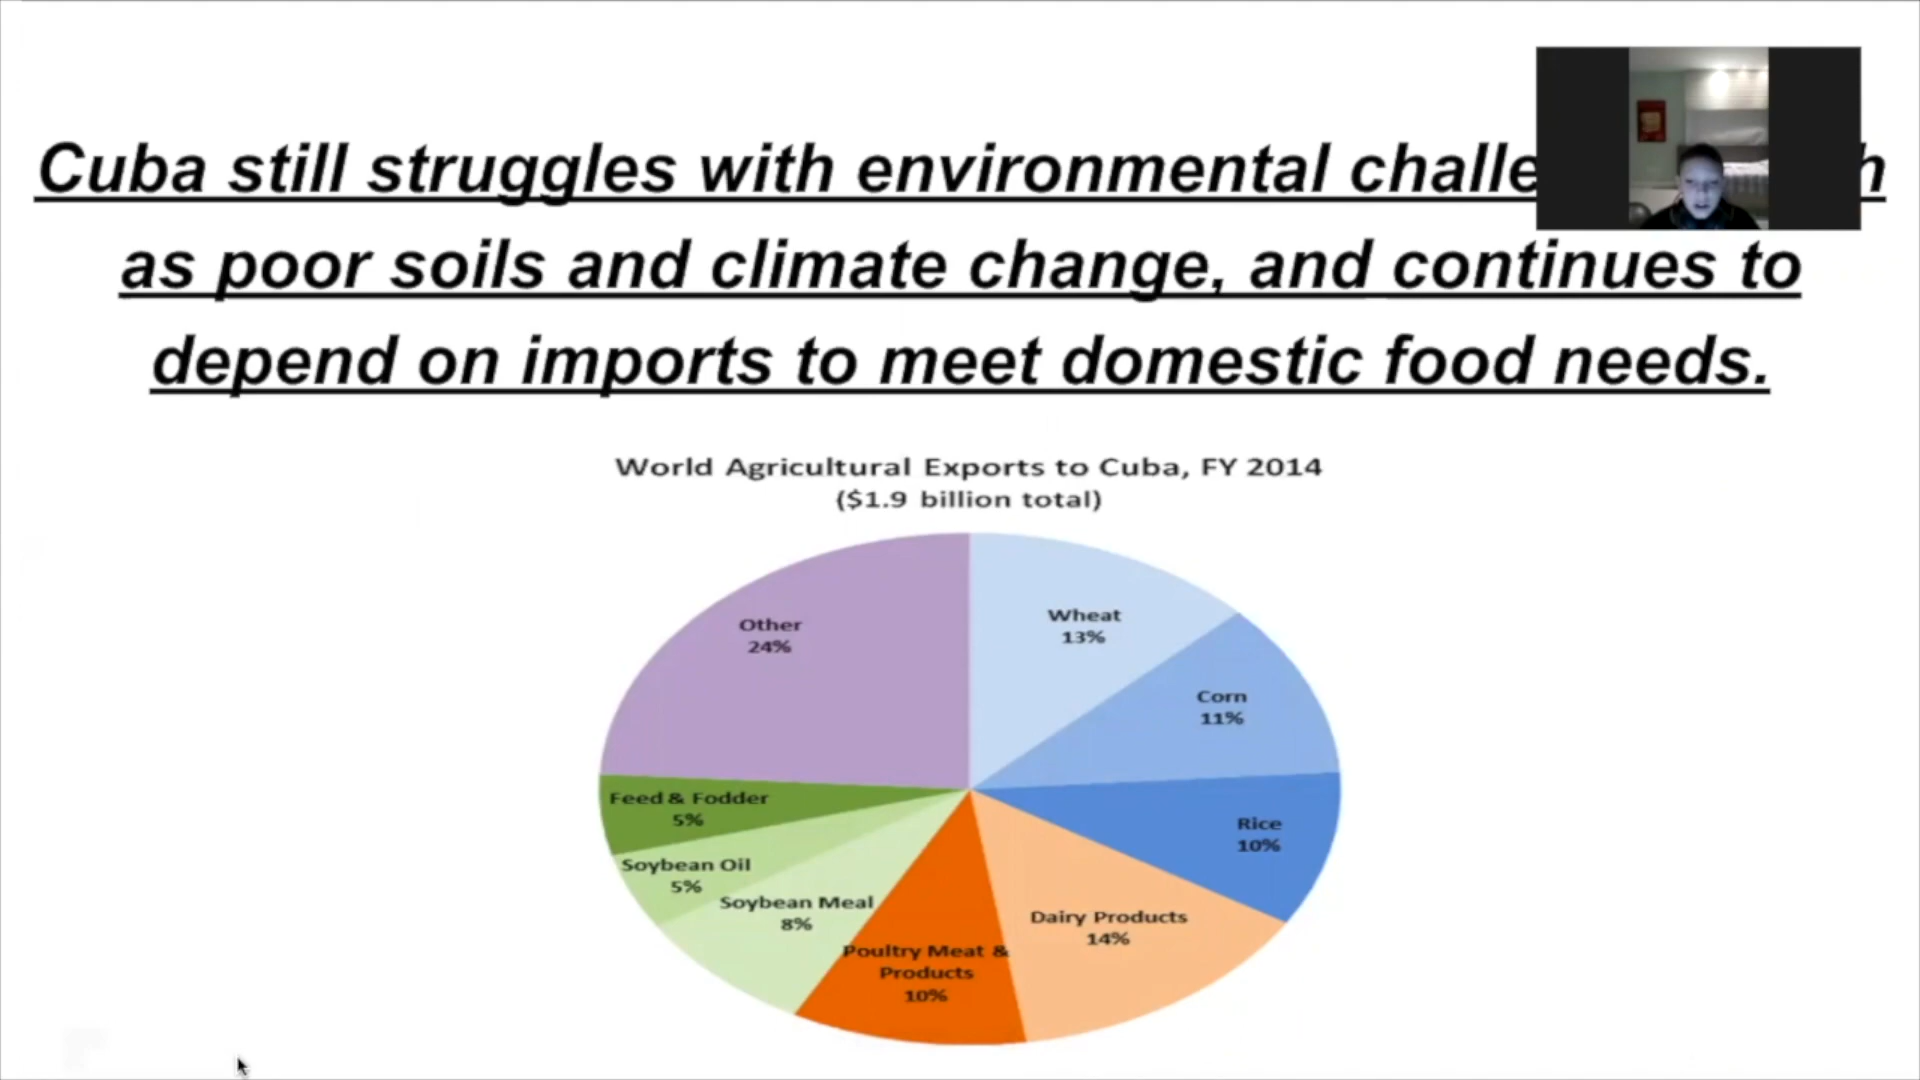 Cuba still struggles with environmental challe h
as poor soils and climate change, and continues to
depend on imports to meet domestic food needs.
World Agricultural Exports to Cuba, FY 2014
($1.9 billion total)
Other
24%
Wheat
13%
Corn
11%
Rice
10%
Dairy Products
14%
Poultry Meat &
Products
10%
Soybean Meal
8%
Soybean Oil
5%
Feed & Fodder
5%